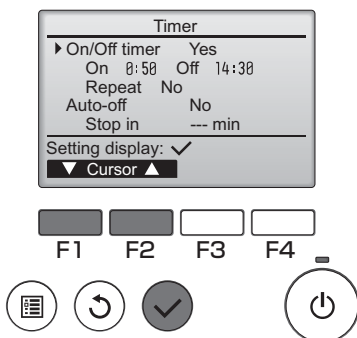 Timer
On/Off timer Yes
On 0:50 Off 14:30
Repeat No
Auto-off No
Stop in --- min
Setting display: ✓
▼ Cursor ▲
F1 F2 F3 F4